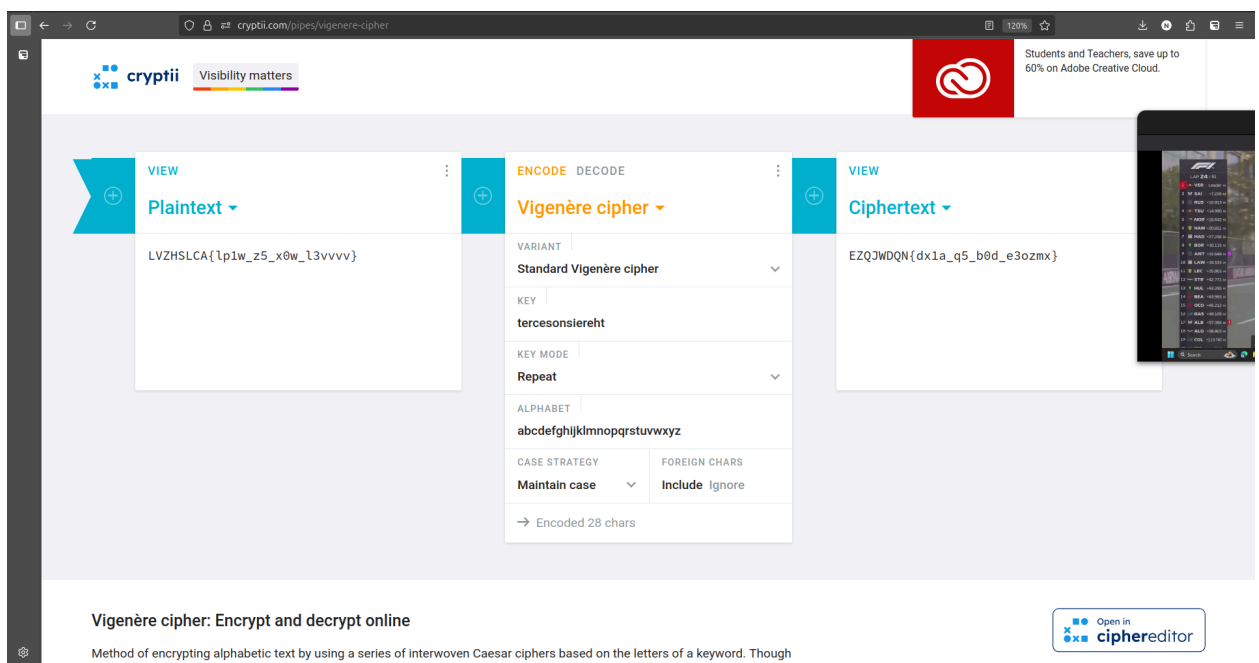 cryptii.com/pipes/vigenere-cipher
120%
cryptii
Visibility matters
Students and Teachers, save up to
60% on Adobe Creative Cloud.
VIEW
Plaintext
LVZHSLCA{lp1w_z5_x0w_l3vvvv}
ENCODE DECODE
Vigenère cipher
VARIANT
Standard Vigenère cipher
KEY
tercesonsiereht
KEY MODE
Repeat
ALPHABET
abcdefghijklmnopqrstuvwxyz
CASE STRATEGY
Maintain case
FOREIGN CHARS
Include Ignore
→ Encoded 28 chars
VIEW
Ciphertext
EZQJWDQN{dx1a_q5_b0d_e3ozmx}
LAP 24 / 51
Search
Vigenère cipher: Encrypt and decrypt online
Open in
ciphereditor
Method of encrypting alphabetic text by using a series of interwoven Caesar ciphers based on the letters of a keyword. Though